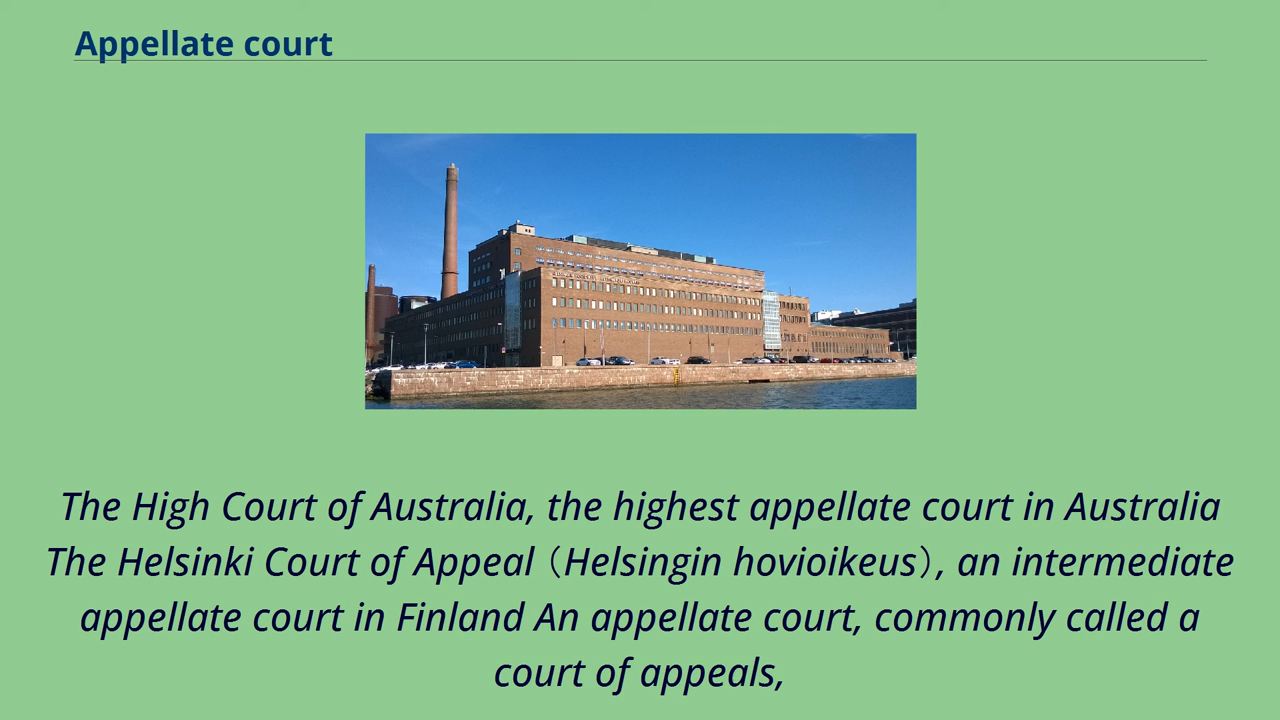 Appellate court
The High Court of Australia, the highest appellate court in Australia
The Helsinki Court of Appeal（Helsingin hovioikeus）, an intermediate
appellate court in Finland An appellate court, commonly called a
court of appeals,